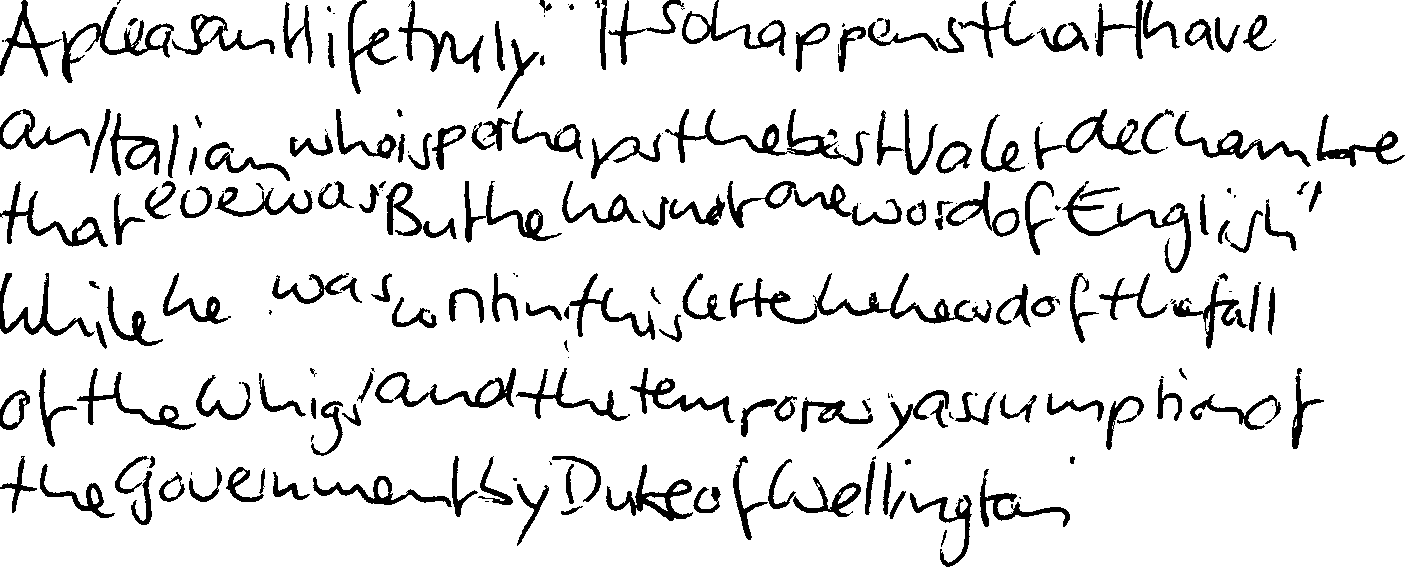 A pleasant life truly." "It so happens that I have
an Italian who is perhaps the best Valet de Chambre
that ever was But he has not one word of English"
While he was writing this letter he heard of the fall
of the Whigs' and the temporary assumption of
the Government by Duke of Wellington